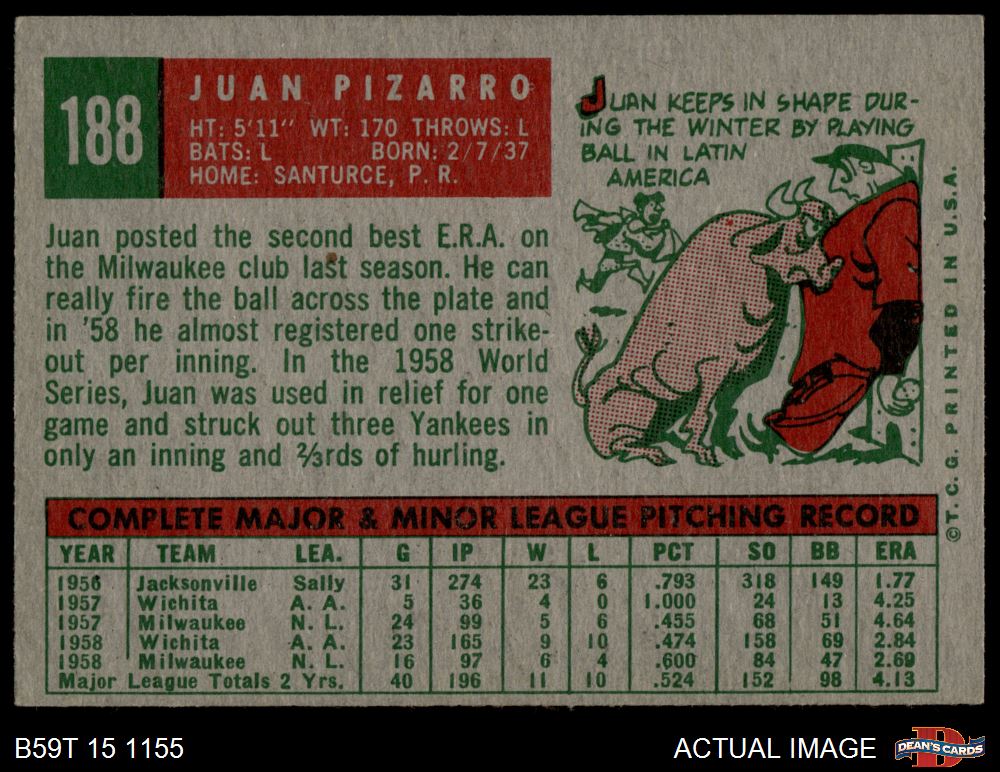 188
JUAN PIZARRO
HT: 5'11" WT: 170 THROWS: L
BATS: L BORN: 2/7/37
HOME: SANTURCE, P. R.
JUAN KEEPS IN SHAPE DUR-
ING THE WINTER BY PLAYING
BALL IN LATIN
AMERICA
Juan posted the second best E.R.A. on
the Milwaukee club last season. He can
really fire the ball across the plate and
in '58 he almost registered one strike-
out per inning. In the 1958 World
Series, Juan was used in relief for one
game and struck out three Yankees in
only an inning and ⅔rds of hurling.
©T.C.G. PRINTED IN U.S.A.
COMPLETE MAJOR & MINOR LEAGUE PITCHING RECORD
YEAR TEAM LEA. G IP W L PCT SO BB ERA
1956 Jacksonville Sally 31 274 23 6 .793 318 149 1.77
1957 Wichita A. A. 5 36 4 0 1.000 24 13 4.25
1957 Milwaukee N. L. 24 99 5 6 .455 68 51 4.64
1958 Wichita A. A. 23 165 9 10 .474 158 69 2.84
1958 Milwaukee N. L. 16 97 6 4 .600 84 47 2.69
Major League Totals 2 Yrs. 40 196 11 10 .524 152 98 4.13
B59T 15 1155
ACTUAL IMAGE
D
DEAN'S CARDS